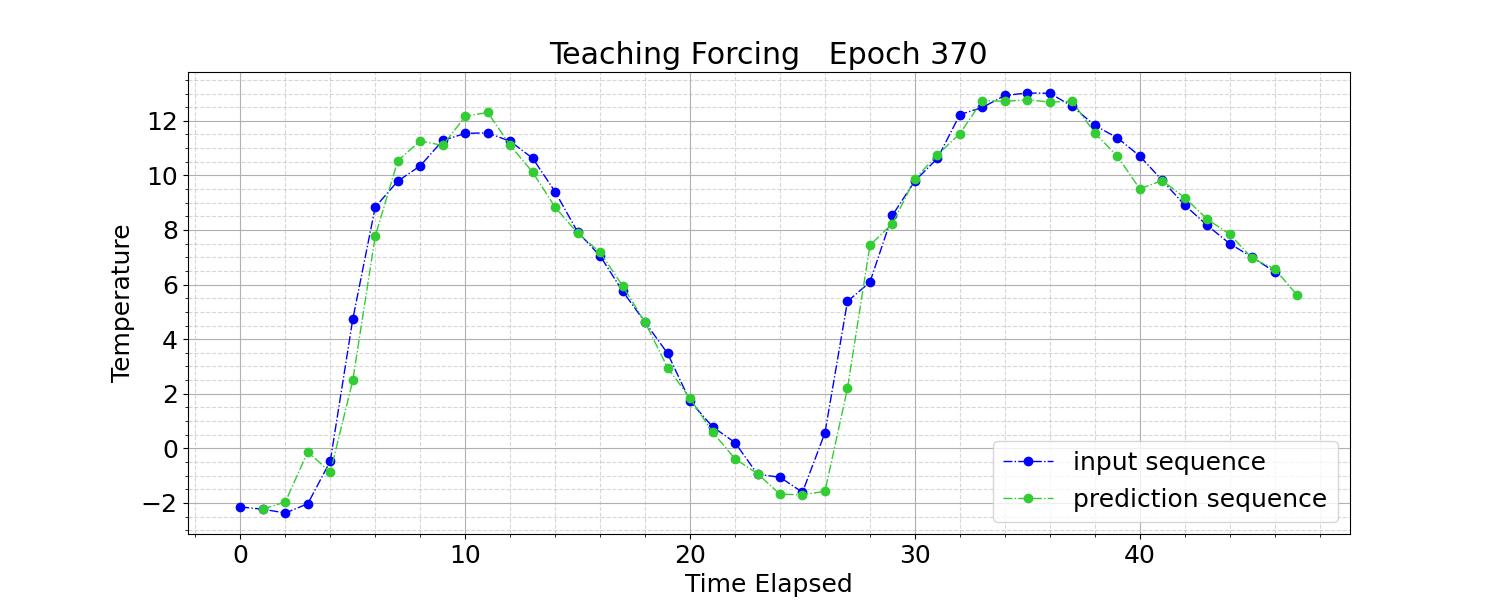 Teaching Forcing   Epoch 370
Temperature
12
10
8
6
4
2
0
−2
0 10 20 30 40
Time Elapsed
input sequence
prediction sequence